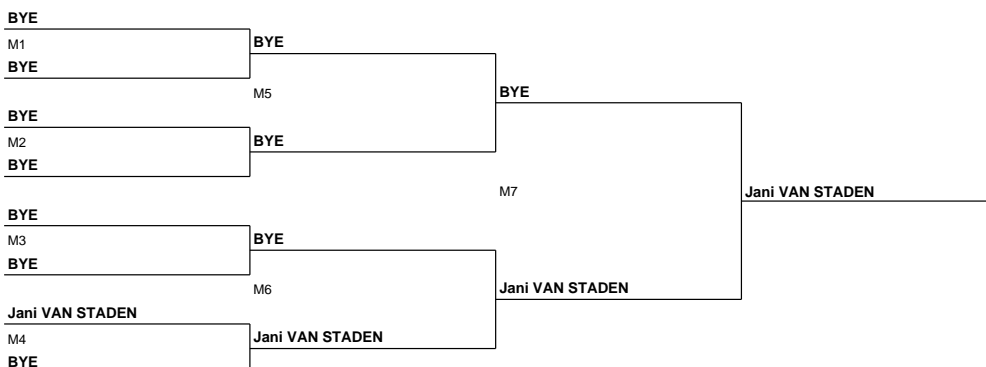 BYE
M1
BYE
BYE
M5
BYE
M2
BYE
BYE
BYE
M7
Jani VAN STADEN
BYE
M3
BYE
BYE
M6
Jani VAN STADEN
Jani VAN STADEN
M4
BYE
Jani VAN STADEN